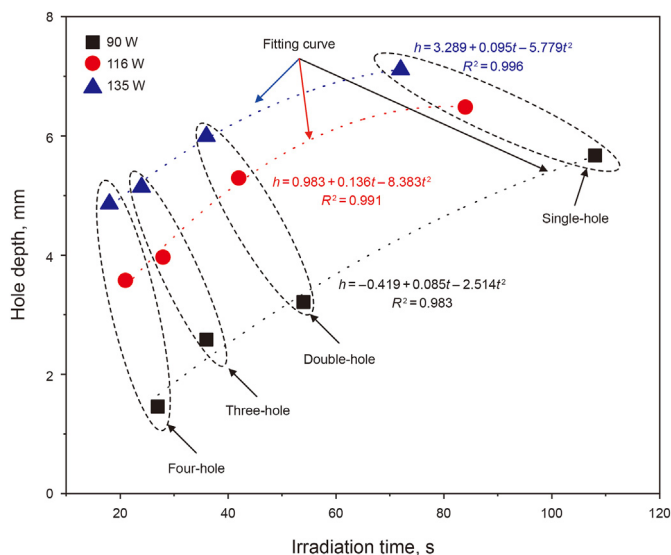 8
6
4
2
0
Hole depth, mm
90 W
116 W
135 W
Fitting curve
h = 3.289 + 0.095t − 5.779t²
R² = 0.996
h = 0.983 + 0.136t − 8.383t²
R² = 0.991
Single-hole
h = −0.419 + 0.085t − 2.514t²
R² = 0.983
Double-hole
Three-hole
Four-hole
20 40 60 80 100 120
Irradiation time, s